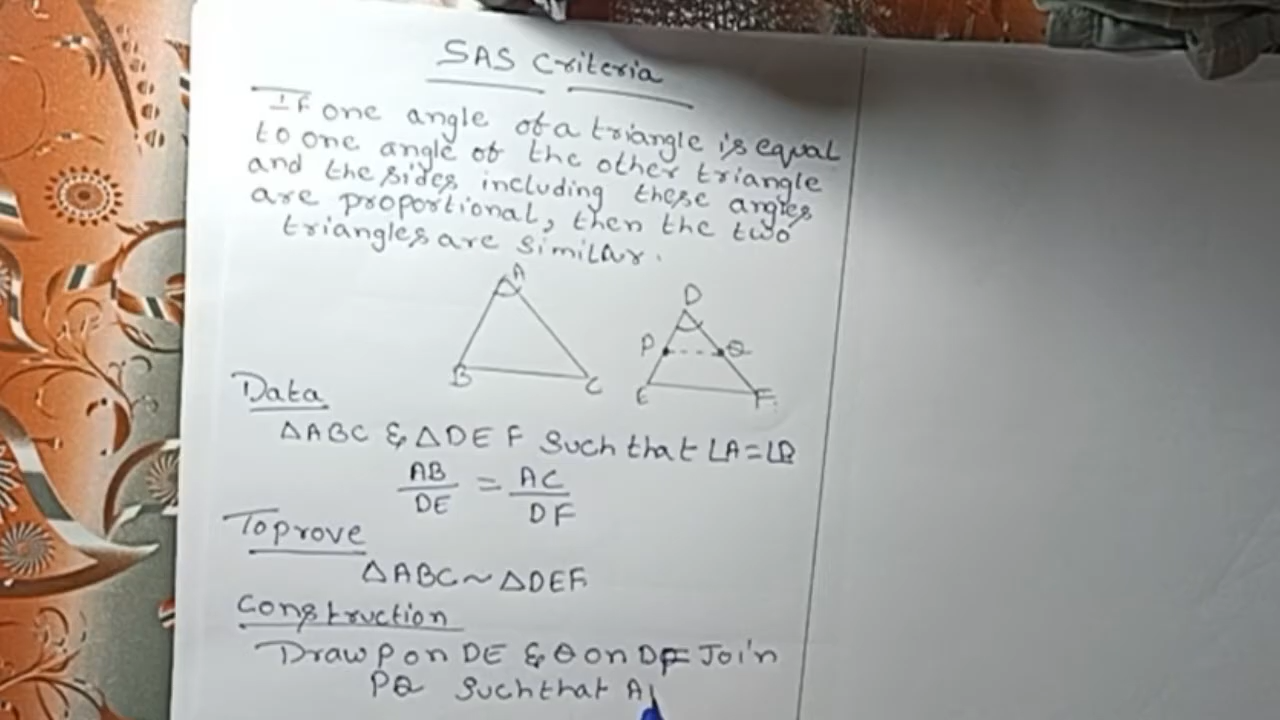 SAS Criteria
If one angle of a triangle is equal
to one angle of the other triangle
and the sides including these angles
are proportional, then the two
triangles are similar.
A
D
P
Q
B
C
E
F
Data
△ABC & △DEF Such that ∠A=∠D
AB/DE = AC/DF
To prove
△ABC ~ △DEF
Construction
Draw P on DE & Q on DF Join
PQ Such that A